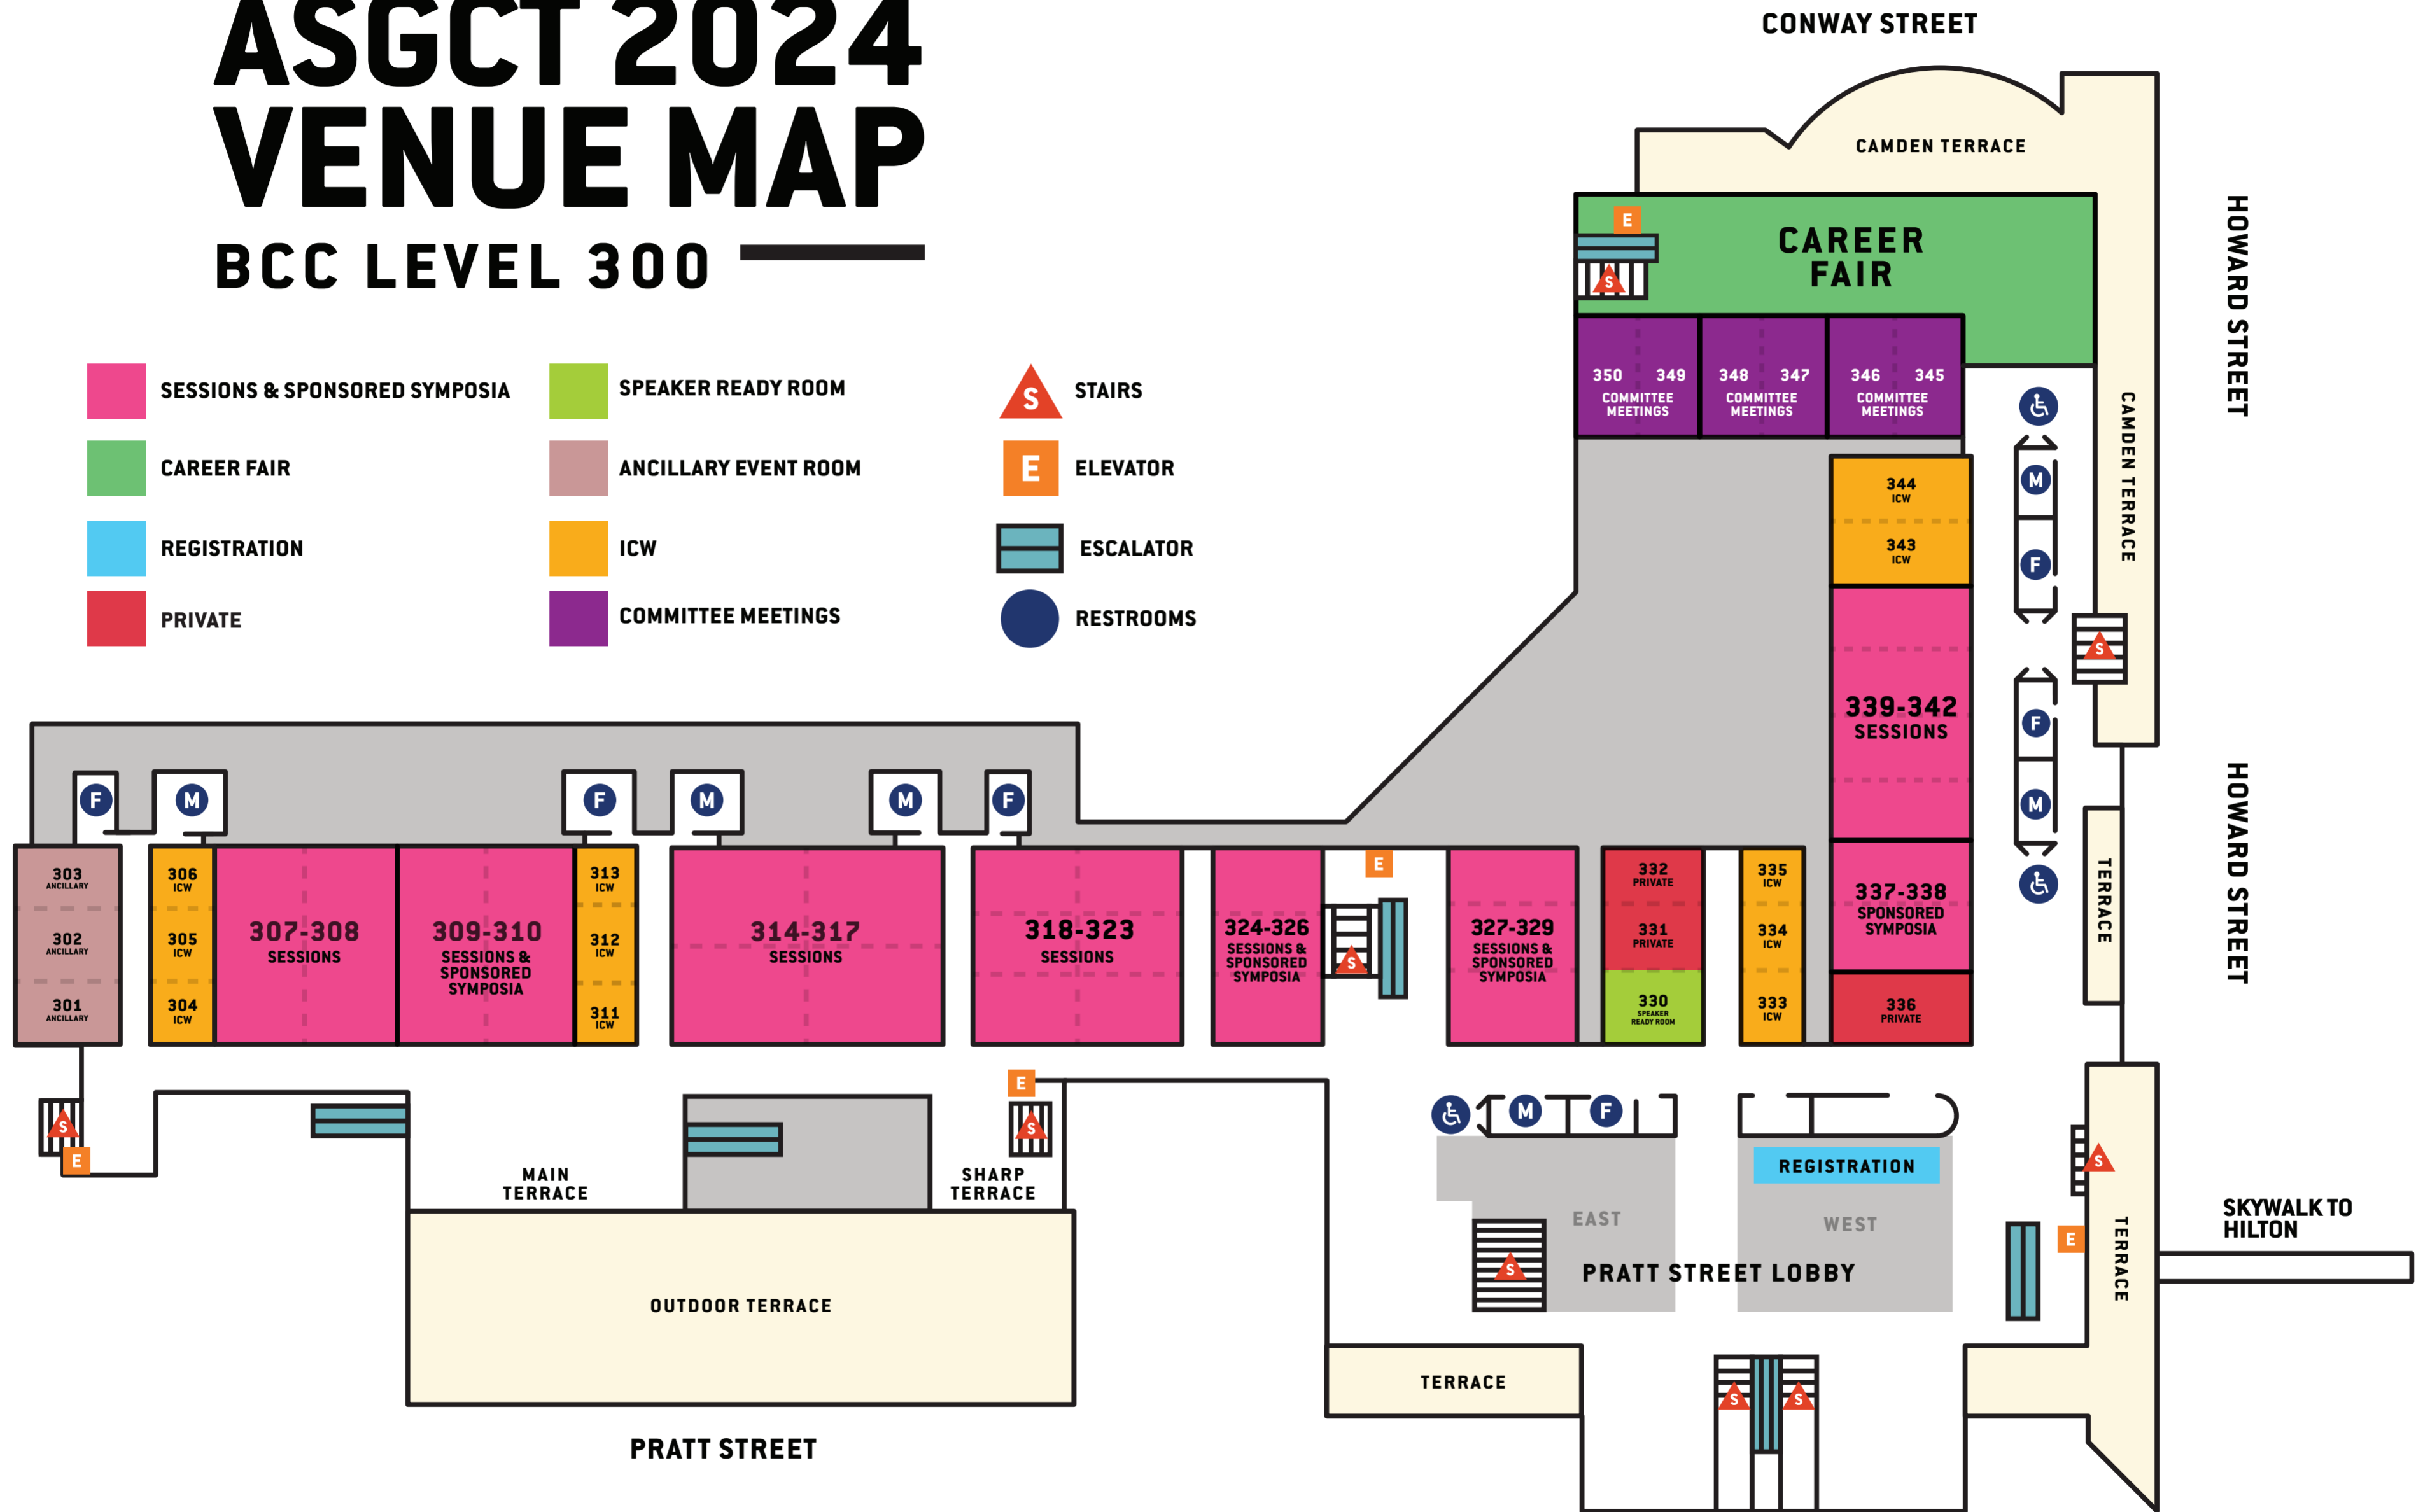 ASGCT 2024
VENUE MAP
BCC LEVEL 300
SESSIONS & SPONSORED SYMPOSIA
CAREER FAIR
REGISTRATION
PRIVATE
SPEAKER READY ROOM
ANCILLARY EVENT ROOM
ICW
COMMITTEE MEETINGS
S
STAIRS
E
ELEVATOR
ESCALATOR
RESTROOMS
CONWAY STREET
CAMDEN TERRACE
HOWARD STREET
E
S
CAREER
FAIR
350 349
COMMITTEE
MEETINGS
348 347
COMMITTEE
MEETINGS
346 345
COMMITTEE
MEETINGS
CAMDEN TERRACE
344
ICW
343
ICW
M
F
S
339-342
SESSIONS
F
M
HOWARD STREET
TERRACE
337-338
SPONSORED
SYMPOSIA
336
PRIVATE
F
M
F
M
M
F
303
ANCILLARY
302
ANCILLARY
301
ANCILLARY
306
ICW
305
ICW
304
ICW
307-308
SESSIONS
309-310
SESSIONS &
SPONSORED
SYMPOSIA
313
ICW
312
ICW
311
ICW
314-317
SESSIONS
318-323
SESSIONS
324-326
SESSIONS &
SPONSORED
SYMPOSIA
E
S
327-329
SESSIONS &
SPONSORED
SYMPOSIA
332
PRIVATE
331
PRIVATE
330
SPEAKER
READY ROOM
335
ICW
334
ICW
333
ICW
S
E
MAIN
TERRACE
E
S
SHARP
TERRACE
OUTDOOR TERRACE
PRATT STREET
M
F
REGISTRATION
EAST
WEST
S
PRATT STREET LOBBY
S
E
TERRACE
SKYWALK TO
HILTON
TERRACE
S
S